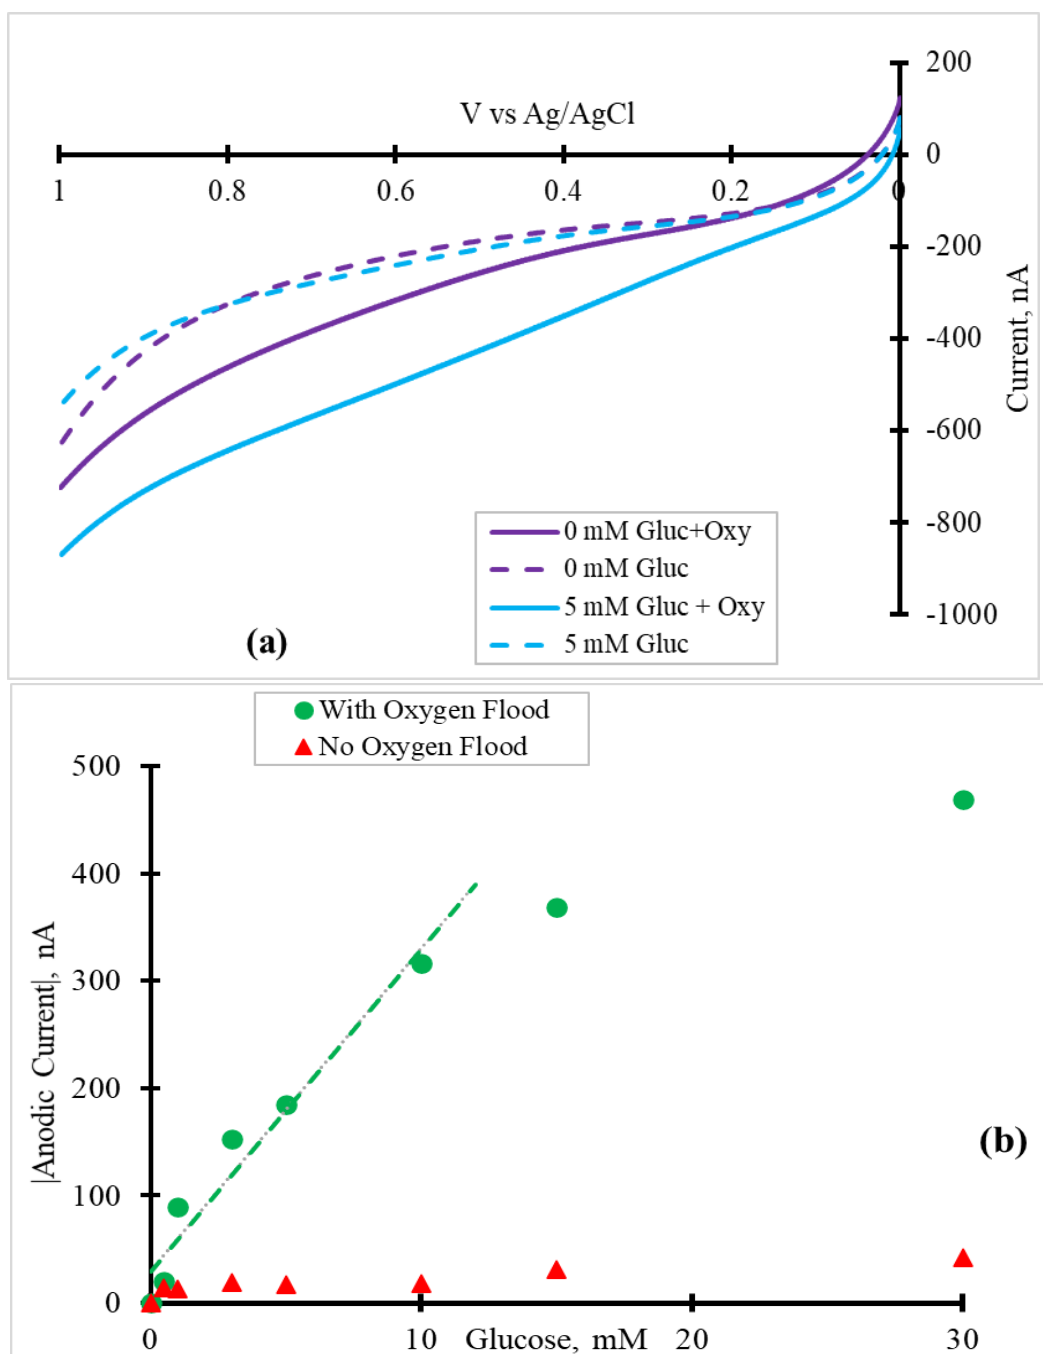 200
V vs Ag/AgCl
0
1 0.8 0.6 0.4 0.2 0
-200
Current, nA
-400
-600
-800
-1000
0 mM Gluc+Oxy
0 mM Gluc
5 mM Gluc + Oxy
5 mM Gluc
(a)
With Oxygen Flood
No Oxygen Flood
500
400
300
200
100
0
|Anodic Current|, nA
(b)
0 10 20 30
Glucose, mM